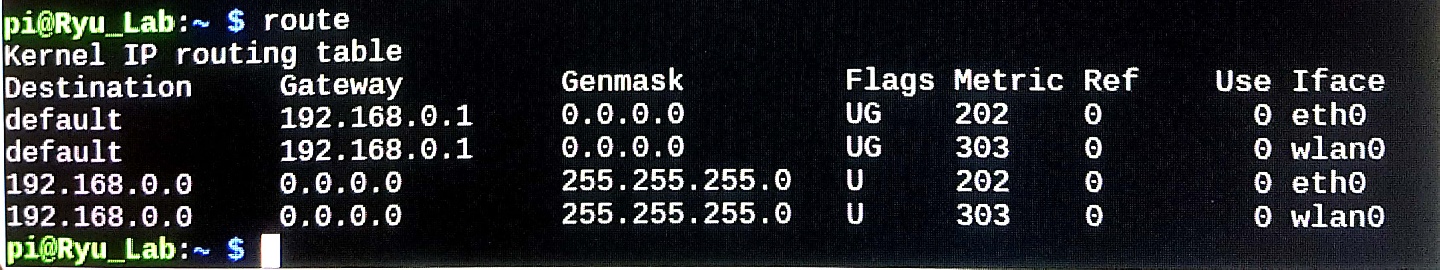 pi@Ryu_Lab:~ $ route
Kernel IP routing table
Destination     Gateway         Genmask         Flags Metric Ref    Use Iface
default         192.168.0.1     0.0.0.0         UG    202    0        0 eth0
default         192.168.0.1     0.0.0.0         UG    303    0        0 wlan0
192.168.0.0     0.0.0.0         255.255.255.0   U     202    0        0 eth0
192.168.0.0     0.0.0.0         255.255.255.0   U     303    0        0 wlan0
pi@Ryu_Lab:~ $